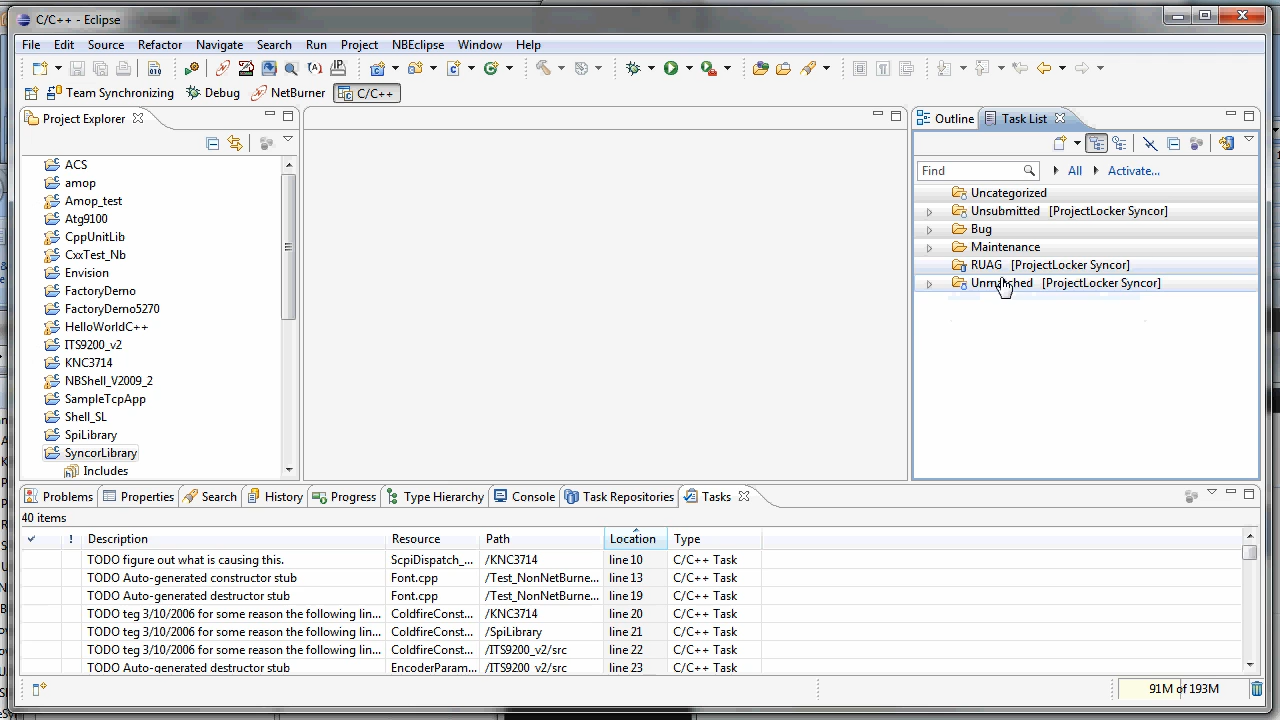 C/C++ - Eclipse
File Edit Source Refactor Navigate Search Run Project NBEclipse Window Help
Team Synchronizing Debug NetBurner C/C++
Project Explorer
ACS
amop
Amop_test
Atg9100
CppUnitLib
CxxTest_Nb
Envision
FactoryDemo
FactoryDemo5270
HelloWorldC++
ITS9200_v2
KNC3714
NBShell_V2009_2
SampleTcpApp
Shell_SL
SpiLibrary
SyncorLibrary
Includes
Outline Task List
Find All Activate...
Uncategorized
Unsubmitted [ProjectLocker Syncor]
Bug
Maintenance
RUAG [ProjectLocker Syncor]
Unmatched [ProjectLocker Syncor]
Problems Properties Search History Progress Type Hierarchy Console Task Repositories Tasks
40 items
! Description Resource Path Location Type
TODO figure out what is causing this. ScpiDispatch_... /KNC3714 line 10 C/C++ Task
TODO Auto-generated constructor stub Font.cpp /Test_NonNetBurne... line 13 C/C++ Task
TODO Auto-generated destructor stub Font.cpp /Test_NonNetBurne... line 19 C/C++ Task
TODO teg 3/10/2006 for some reason the following lin... ColdfireConst... /KNC3714 line 20 C/C++ Task
TODO teg 3/10/2006 for some reason the following lin... ColdfireConst... /SpiLibrary line 21 C/C++ Task
TODO teg 3/10/2006 for some reason the following lin... ColdfireConst... /ITS9200_v2/src line 22 C/C++ Task
TODO Auto-generated destructor stub EncoderParam... /ITS9200_v2/src line 23 C/C++ Task
91M of 193M